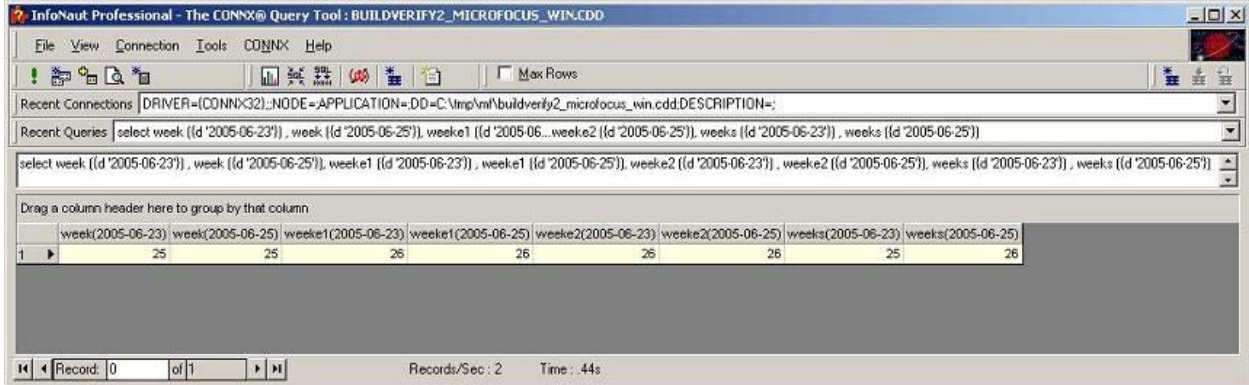 InfoNaut Professional - The CONNX® Query Tool : BUILDVERIFY2_MICROFOCUS_WIN.CDD
File View Connection Tools CONNX Help
Max Rows
Recent Connections DRIVER={CONNX32};;NODE=;APPLICATION=;DD=C:\tmp\mf\buildverify2_microfocus_win.cdd;DESCRIPTION=;
Recent Queries select week ({d '2005-06-23'}) , week ({d '2005-06-25'}), weeke1 ({d '2005-06...weeke2 ({d '2005-06-25'}), weeks ({d '2005-06-23'}) , weeks ({d '2005-06-25'})
select week ({d '2005-06-23'}) , week ({d '2005-06-25'}), weeke1 ({d '2005-06-23'}) , weeke1 ({d '2005-06-25'}), weeke2 ({d '2005-06-23'}) , weeke2 ({d '2005-06-25'}), weeks ({d '2005-06-23'}) , weeks ({d '2005-06-25'})
Drag a column header here to group by that column
week(2005-06-23) week(2005-06-25) weeke1(2005-06-23) weeke1(2005-06-25) weeke2(2005-06-23) weeke2(2005-06-25) weeks(2005-06-23) weeks(2005-06-25)
1 25 25 26 26 26 26 25 26
Record: 0 of 1 Records/Sec : 2 Time : .44s